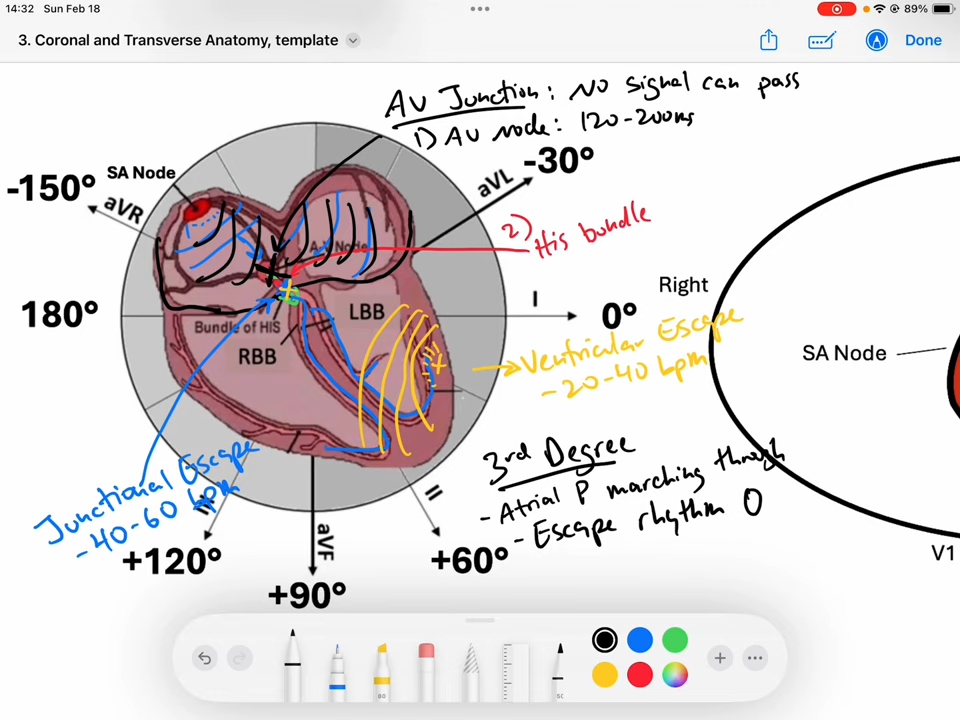 14:32 Sun Feb 18
89%
3. Coronal and Transverse Anatomy, template
Done
AV Junction: No signal can pass
1) AV node: 120-200ms
-30°
aVL
SA Node
-150°
aVR
2) His bundle
A-V Node
Right
I
0°
180°
LBB
Bundle of HIS
RBB
Ventricular Escape
-20-40 bpm
SA Node
3rd Degree
- Atrial P marching through
- Escape rhythm O
Junctional Escape
-40-60 bpm
III
II
aVF
+120°
+60°
+90°
V1
80
SC